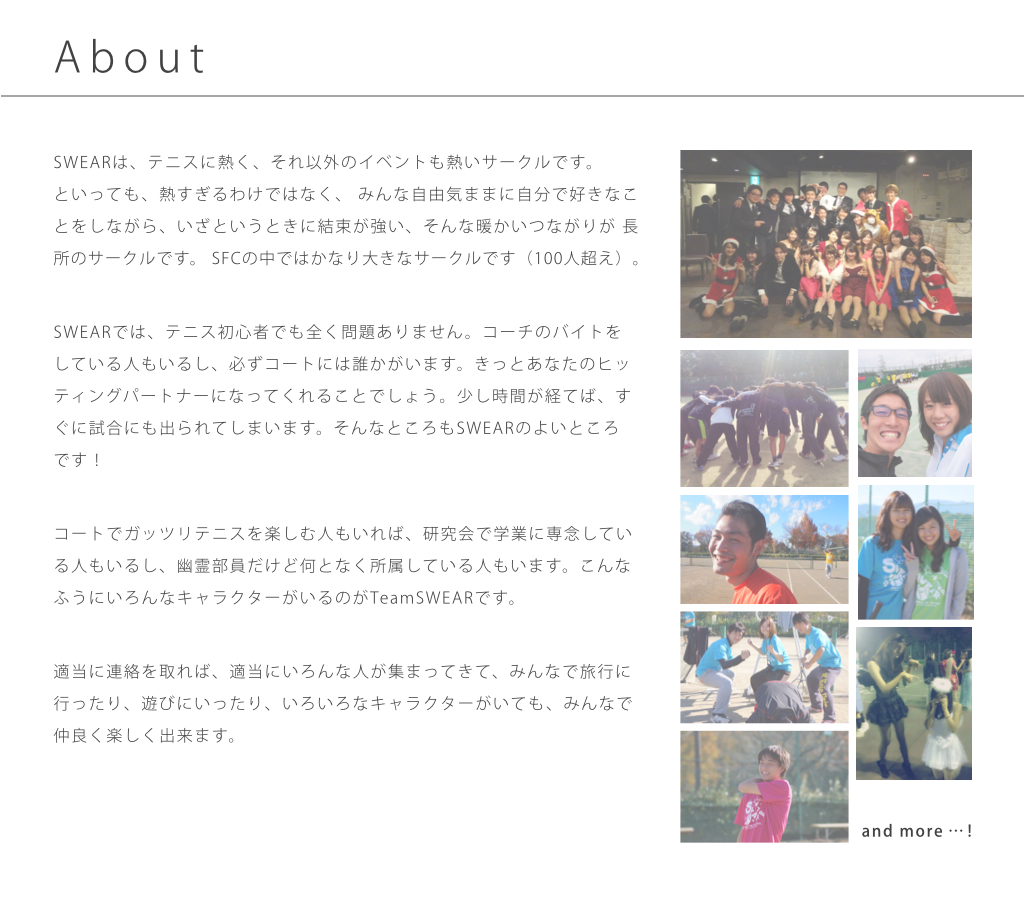 About
SWEARは、テニスに熱く、それ以外のイベントも熱いサークルです。
といっても、熱すぎるわけではなく、 みんな自由気ままに自分で好きなこ
とをしながら、いざというときに結束が強い、そんな暖かいつながりが 長
所のサークルです。 SFCの中ではかなり大きなサークルです（100人超え）。
SWEARでは、テニス初心者でも全く問題ありません。コーチのバイトを
している人もいるし、必ずコートには誰かがいます。きっとあなたのヒッ
ティングパートナーになってくれることでしょう。少し時間が経てば、す
ぐに試合にも出られてしまいます。そんなところもSWEARのよいところ
です！
コートでガッツリテニスを楽しむ人もいれば、研究会で学業に専念してい
る人もいるし、幽霊部員だけど何となく所属している人もいます。こんな
ふうにいろんなキャラクターがいるのがTeamSWEARです。
適当に連絡を取れば、適当にいろんな人が集まってきて、みんなで旅行に
行ったり、遊びにいったり、いろいろなキャラクターがいても、みんなで
仲良く楽しく出来ます。
and more …!